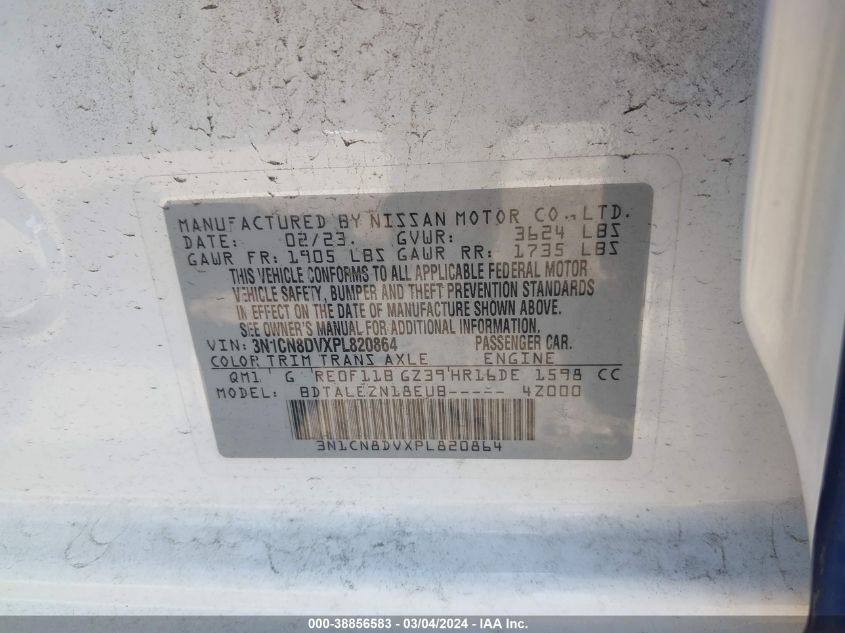 MANUFACTURED BY NISSAN MOTOR CO., LTD.
DATE: 02/23. GVWR: 3624 LBS
GAWR FR: 1905 LBS GAWR RR: 1735 LBS
THIS VEHICLE CONFORMS TO ALL APPLICABLE FEDERAL MOTOR
VEHICLE SAFETY, BUMPER AND THEFT PREVENTION STANDARDS
IN EFFECT ON THE DATE OF MANUFACTURE SHOWN ABOVE.
SEE OWNER'S MANUAL FOR ADDITIONAL INFORMATION.
VIN: 3N1CN8DVXPL820864 PASSENGER CAR.
COLOR TRIM TRANS AXLE ENGINE
QM1 G RE0F11B GZ39 HR16DE 1598 CC
MODEL: BDTALEZN18EUB----- 4Z000
3N1CN8DVXPL820864
000-38856583 - 03/04/2024 - IAA Inc.